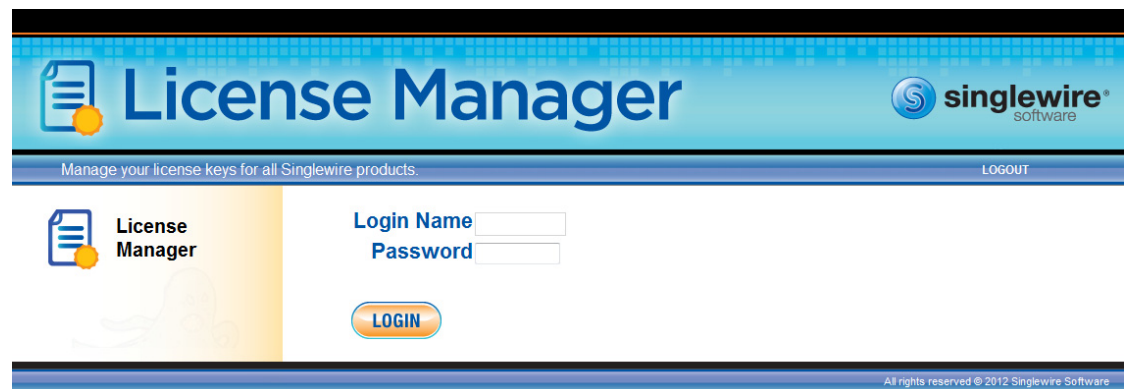 License Manager
singlewire®
software
Manage your license keys for all Singlewire products.
LOGOUT
License
Manager
Login Name
Password
LOGIN
All rights reserved © 2012 Singlewire Software